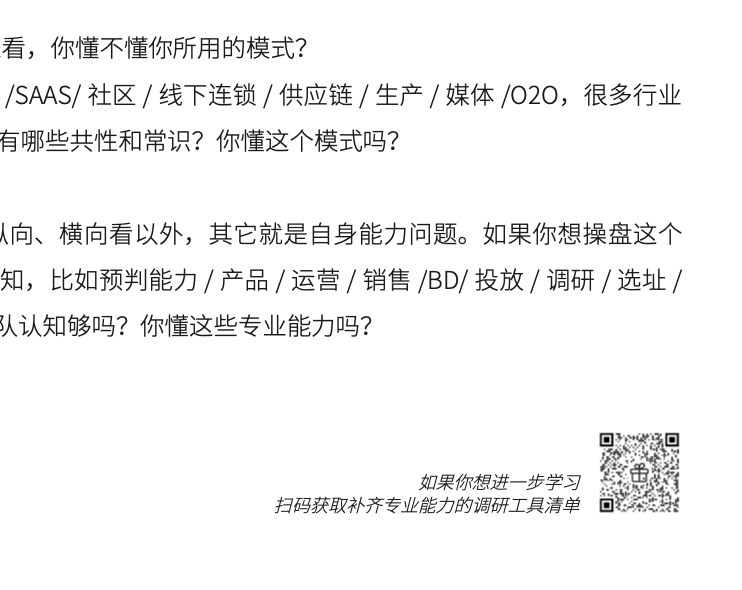 看，你懂不懂你所用的模式？
/SAAS/ 社区 / 线下连锁 / 供应链 / 生产 / 媒体 /O2O，很多行业
有哪些共性和常识？你懂这个模式吗？
纵向、横向看以外，其它就是自身能力问题。如果你想操盘这个
知，比如预判能力 / 产品 / 运营 / 销售 /BD/ 投放 / 调研 / 选址 /
队认知够吗？你懂这些专业能力吗？
如果你想进一步学习
扫码获取补齐专业能力的调研工具清单